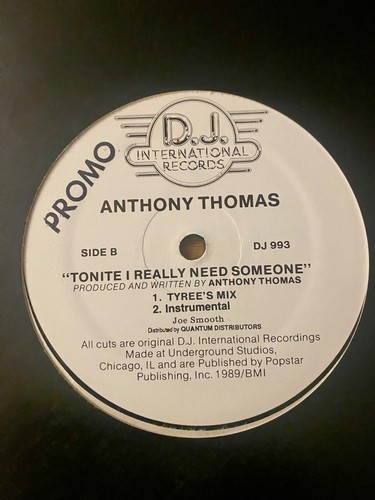 D.J.
INTERNATIONAL
RECORDS
PROMO
ANTHONY THOMAS
SIDE B
DJ 993
"TONITE I REALLY NEED SOMEONE"
PRODUCED AND WRITTEN BY ANTHONY THOMAS
1. TYREE'S MIX
2. Instrumental
Joe Smooth
Distributed by QUANTUM DISTRIBUTORS
All cuts are original D.J. International Recordings
Made at Underground Studios,
Chicago, IL and are Published by Popstar
Publishing, Inc. 1989/BMI